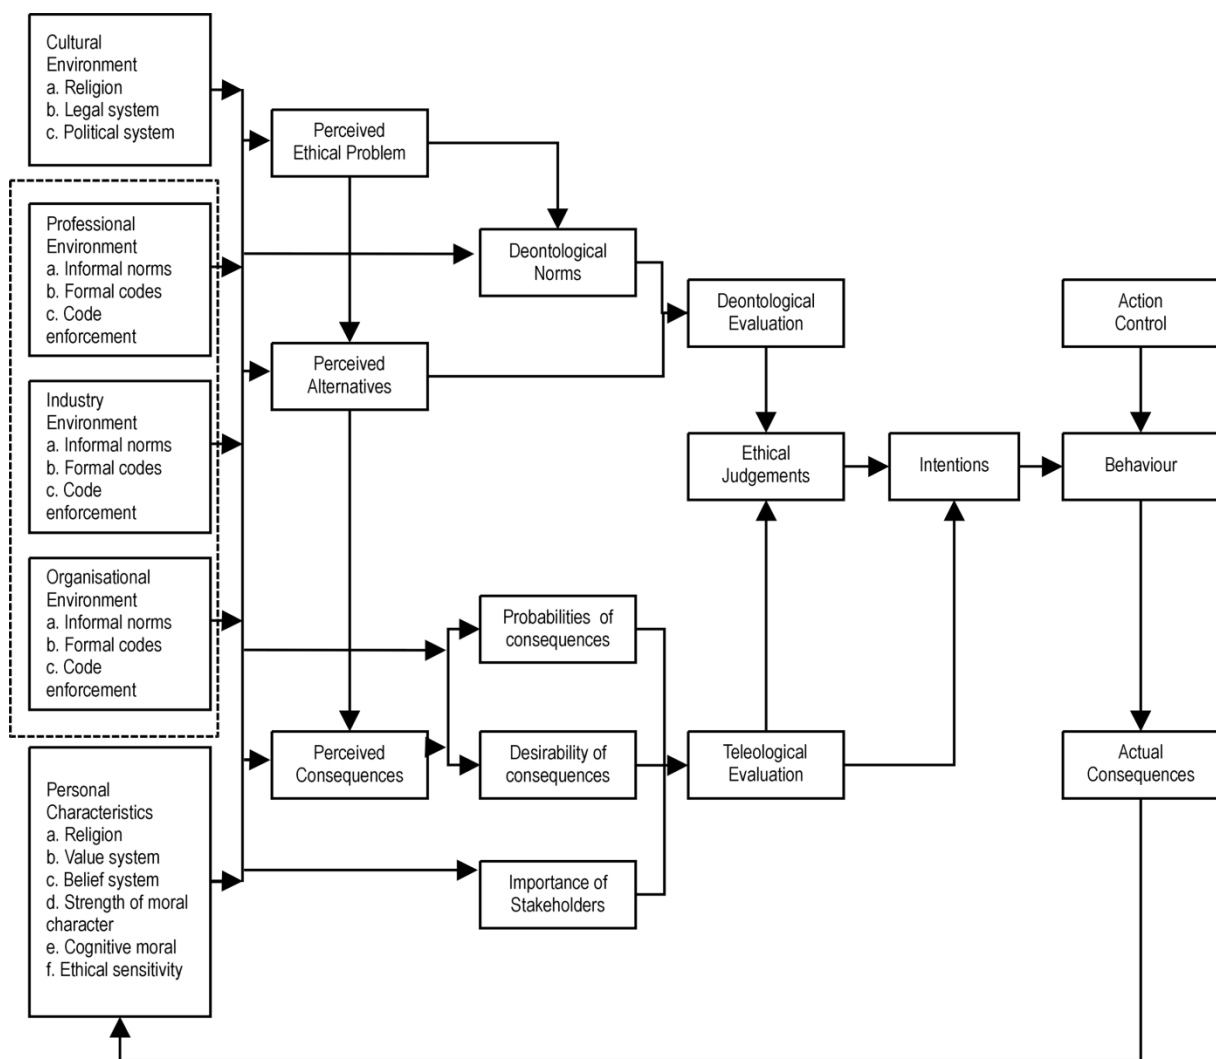 Cultural
Environment
a. Religion
b. Legal system
c. Political system
Professional
Environment
a. Informal norms
b. Formal codes
c. Code
enforcement
Industry
Environment
a. Informal norms
b. Formal codes
c. Code
enforcement
Organisational
Environment
a. Informal norms
b. Formal codes
c. Code
enforcement
Personal
Characteristics
a. Religion
b. Value system
c. Belief system
d. Strength of moral
character
e. Cognitive moral
f. Ethical sensitivity
Perceived
Ethical Problem
Perceived
Alternatives
Perceived
Consequences
Deontological
Norms
Probabilities of
consequences
Desirability of
consequences
Importance of
Stakeholders
Deontological
Evaluation
Ethical
Judgements
Teleological
Evaluation
Intentions
Action
Control
Behaviour
Actual
Consequences